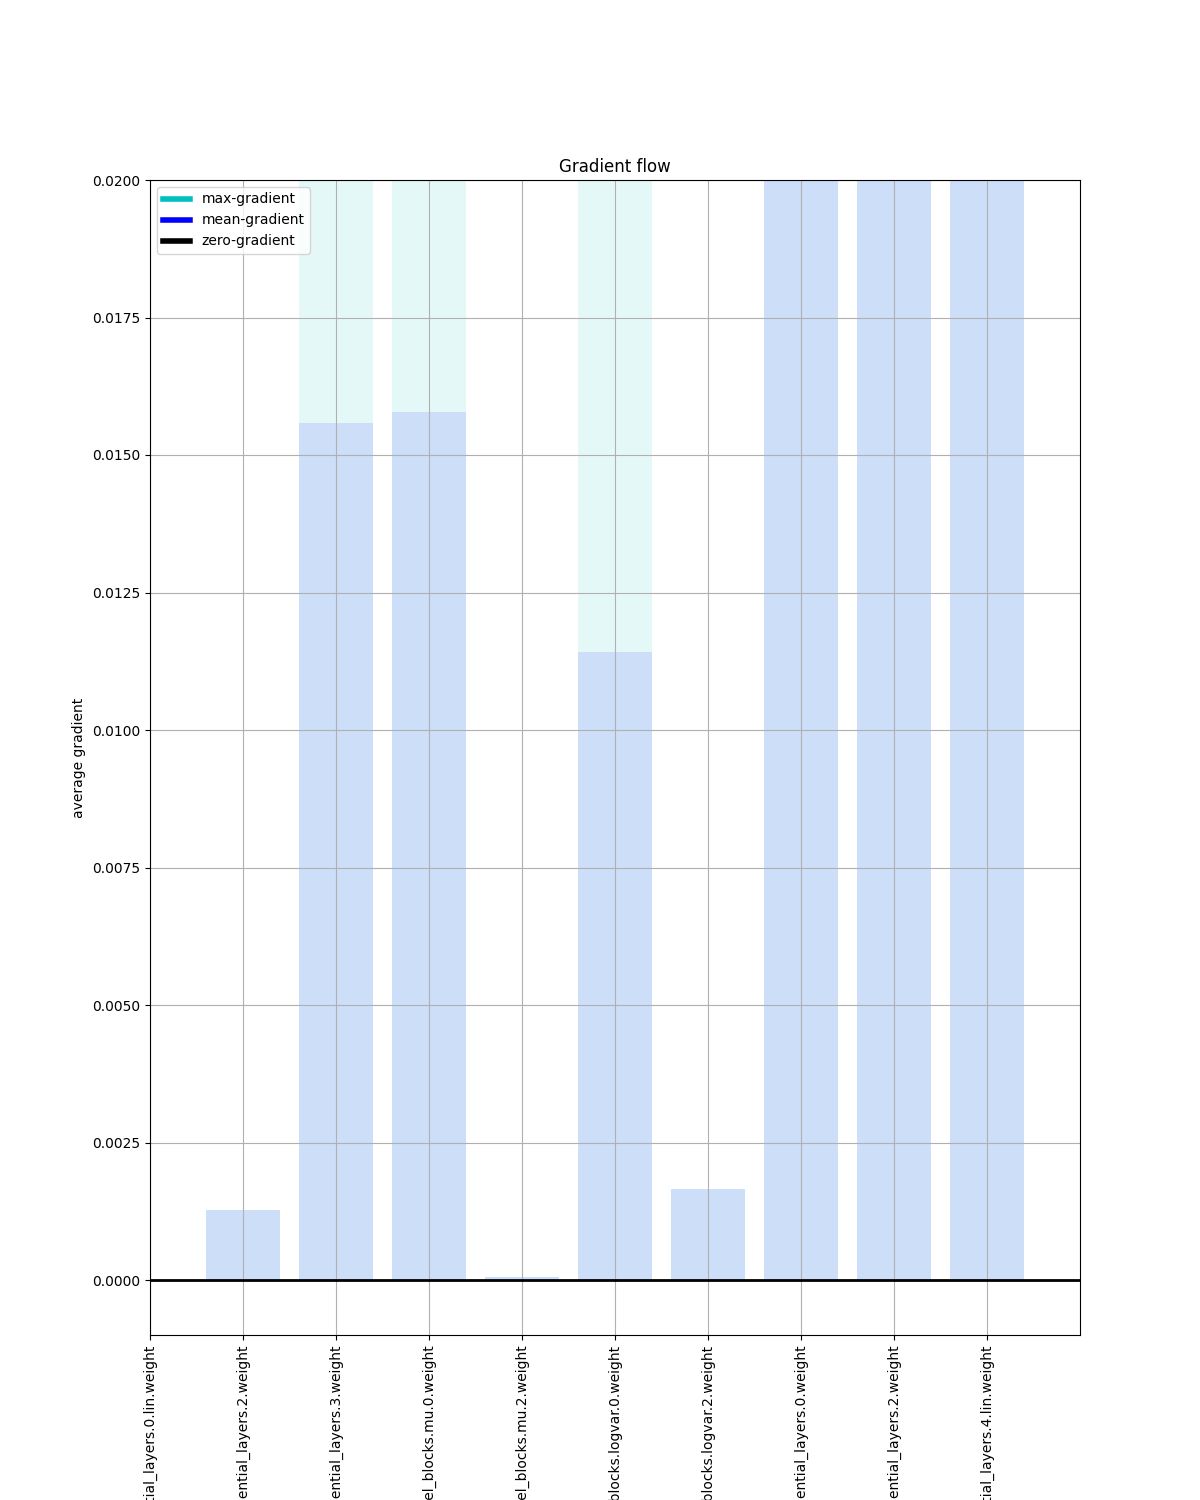 Gradient flow
max-gradient
mean-gradient
zero-gradient
0.0200
0.0175
0.0150
0.0125
0.0100
0.0075
0.0050
0.0025
0.0000
average gradient
tial_layers.0.lin.weight
ential_layers.2.weight
ential_layers.3.weight
el_blocks.mu.0.weight
el_blocks.mu.2.weight
blocks.logvar.0.weight
blocks.logvar.2.weight
ential_layers.0.weight
ential_layers.2.weight
tial_layers.4.lin.weight